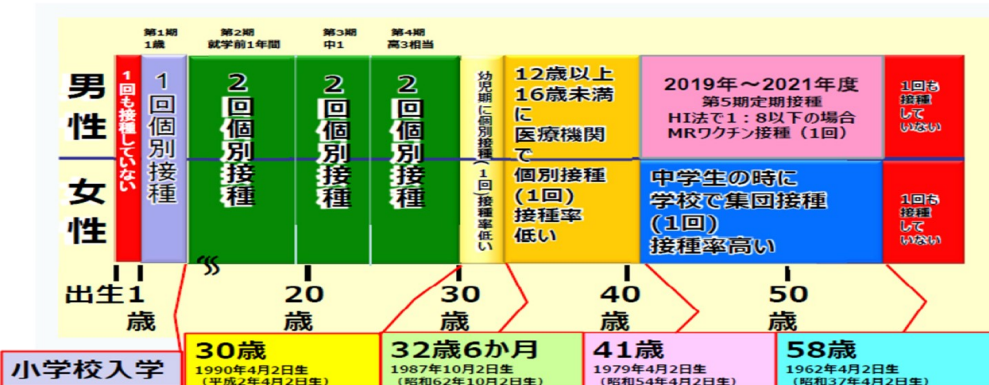 第1期
1歳
第2期
就学前1年間
第3期
中1
第4期
高3相当
男性
女性
1回も接種していない
1回個別接種
2回個別接種
2回個別接種
2回個別接種
幼児期に個別接種(1回)接種率低い
12歳以上
16歳未満
に
医療機関
で
個別接種
(1回)
接種率
低い
2019年～2021年度
第5期定期接種
HI法で1：8以下の場合
MRワクチン接種（1回）
1回も
接種
して
いない
中学生の時に
学校で集団接種
(1回)
接種率高い
1回も
接種
して
いない
出生1
歳
20
歳
30
歳
40
歳
50
歳
小学校入学
30歳
1990年4月2日生
（平成2年4月2日生）
32歳6か月
1987年10月2日生
（昭和62年10月2日生）
41歳
1979年4月2日生
（昭和54年4月2日生）
58歳
1962年4月2日生
（昭和37年4月2日生）